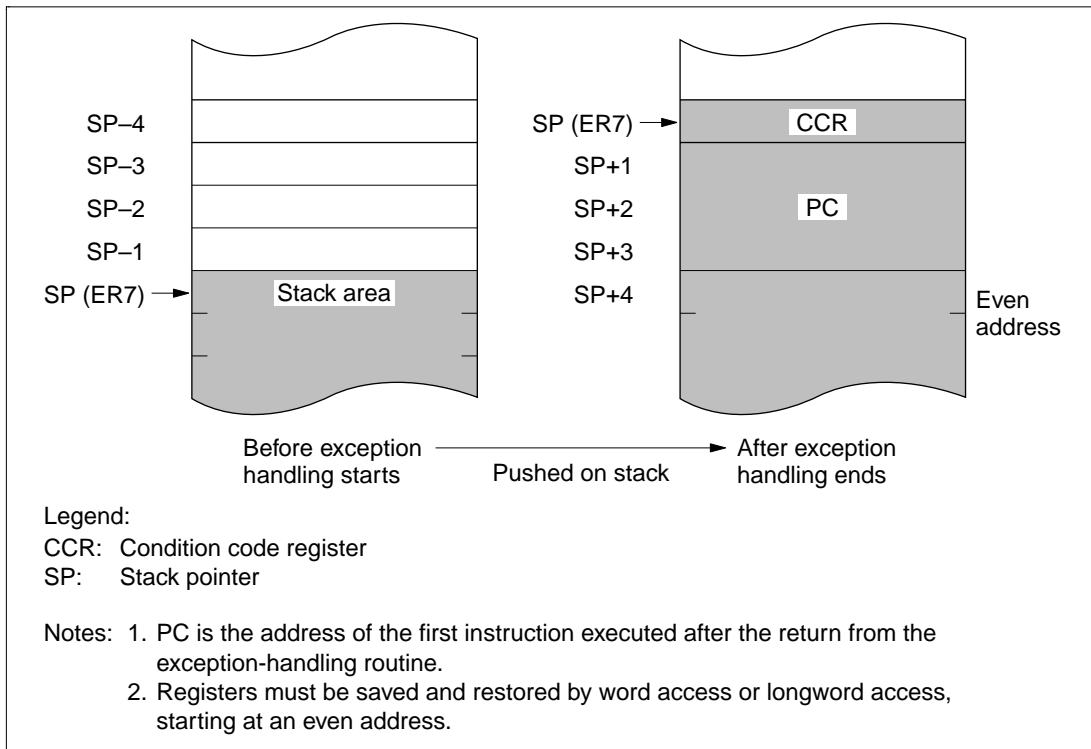 SP–4
SP–3
SP–2
SP–1
SP (ER7)
Stack area
SP (ER7)
SP+1
SP+2
SP+3
SP+4
CCR
PC
Even
address
Before exception
handling starts
Pushed on stack
After exception
handling ends
Legend:
CCR: Condition code register
SP: Stack pointer
Notes: 1. PC is the address of the first instruction executed after the return from the
exception-handling routine.
2. Registers must be saved and restored by word access or longword access,
starting at an even address.